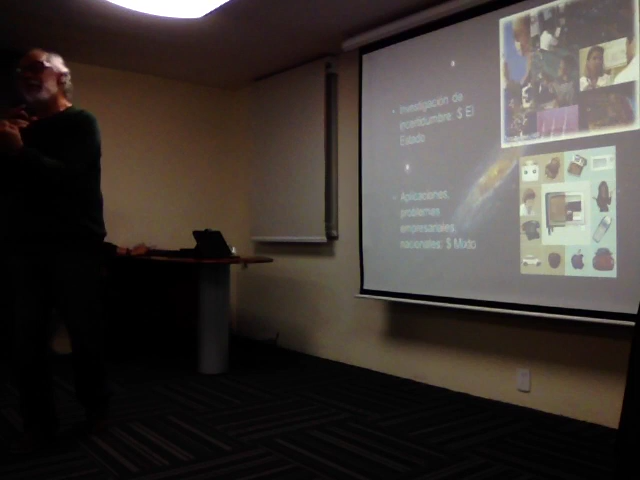 Investigación de
incertidumbre: $ El
Estado
Aplicaciones,
problemas
empresariales,
nacionales: $ Mixto